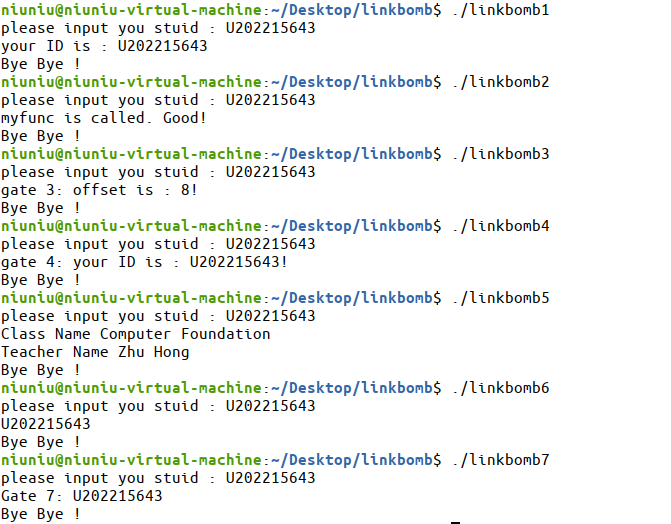 niuniu@niuniu-virtual-machine:~/Desktop/linkbomb$ ./linkbomb1
please input you stuid : U202215643
your ID is : U202215643
Bye Bye !
niuniu@niuniu-virtual-machine:~/Desktop/linkbomb$ ./linkbomb2
please input you stuid : U202215643
myfunc is called. Good!
Bye Bye !
niuniu@niuniu-virtual-machine:~/Desktop/linkbomb$ ./linkbomb3
please input you stuid : U202215643
gate 3: offset is : 8!
Bye Bye !
niuniu@niuniu-virtual-machine:~/Desktop/linkbomb$ ./linkbomb4
please input you stuid : U202215643
gate 4: your ID is : U202215643!
Bye Bye !
niuniu@niuniu-virtual-machine:~/Desktop/linkbomb$ ./linkbomb5
please input you stuid : U202215643
Class Name Computer Foundation
Teacher Name Zhu Hong
Bye Bye !
niuniu@niuniu-virtual-machine:~/Desktop/linkbomb$ ./linkbomb6
please input you stuid : U202215643
U202215643
Bye Bye !
niuniu@niuniu-virtual-machine:~/Desktop/linkbomb$ ./linkbomb7
please input you stuid : U202215643
Gate 7: U202215643
Bye Bye !